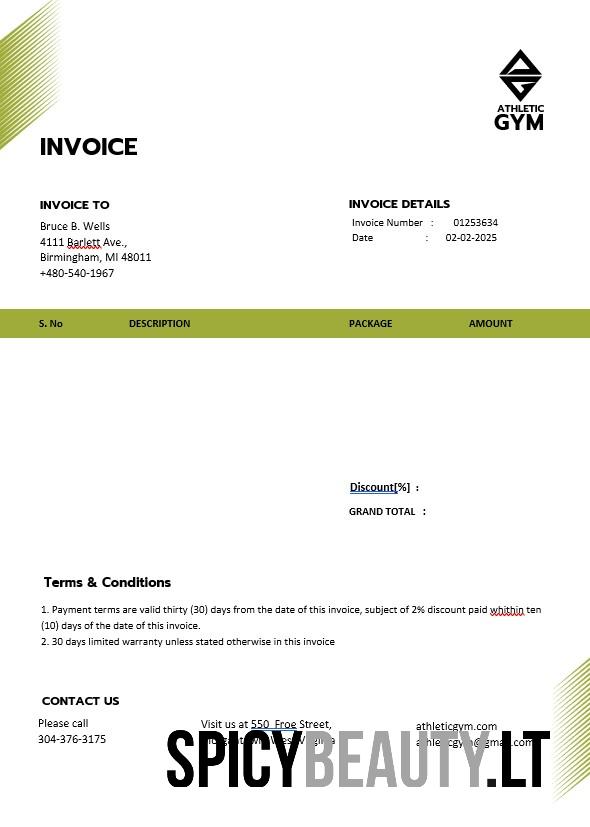 ATHLETIC
GYM
INVOICE
INVOICE TO
Bruce B. Wells
4111 Barlett Ave.,
Birmingham, MI 48011
+480-540-1967
INVOICE DETAILS
Invoice Number : 01253634
Date : 02-02-2025
S. No DESCRIPTION PACKAGE AMOUNT
Discount[%] :
GRAND TOTAL :
Terms & Conditions
1. Payment terms are valid thirty (30) days from the date of this invoice, subject of 2% discount paid whithin ten
(10) days of the date of this invoice.
2. 30 days limited warranty unless stated otherwise in this invoice
CONTACT US
Please call
304-376-3175
Visit us at 550 Froe Street,
West Virginia
athleticgym.com
athleticgym@gmail.com
SPICYBEAUTY.LT